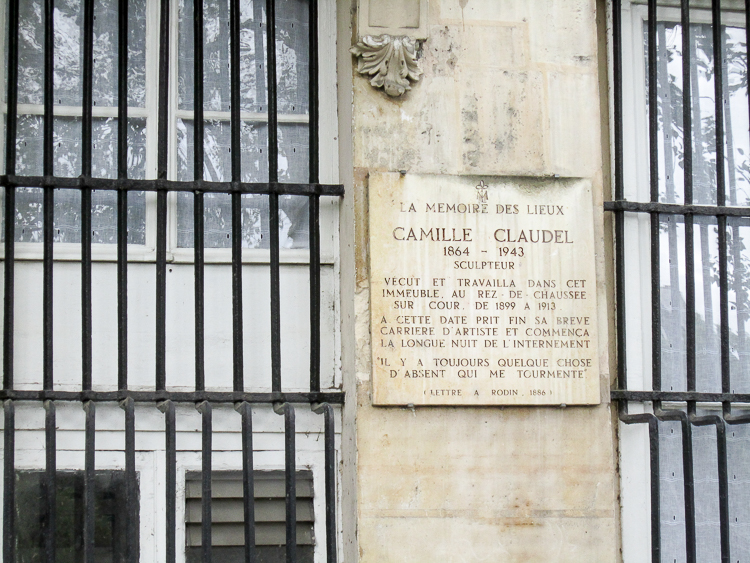 LA MEMOIRE DES LIEUX
CAMILLE CLAUDEL
1864 - 1943
SCULPTEUR
VECUT ET TRAVAILLA DANS CET
IMMEUBLE, AU REZ-DE-CHAUSSEE
SUR COUR. DE 1899 A 1913.
A CETTE DATE PRIT FIN SA BREVE
CARRIERE D'ARTISTE ET COMMENÇA
LA LONGUE NUIT DE L'INTERNEMENT
"IL Y A TOUJOURS QUELQUE CHOSE
D'ABSENT QUI ME TOURMENTE"
(LETTRE A RODIN. 1886)